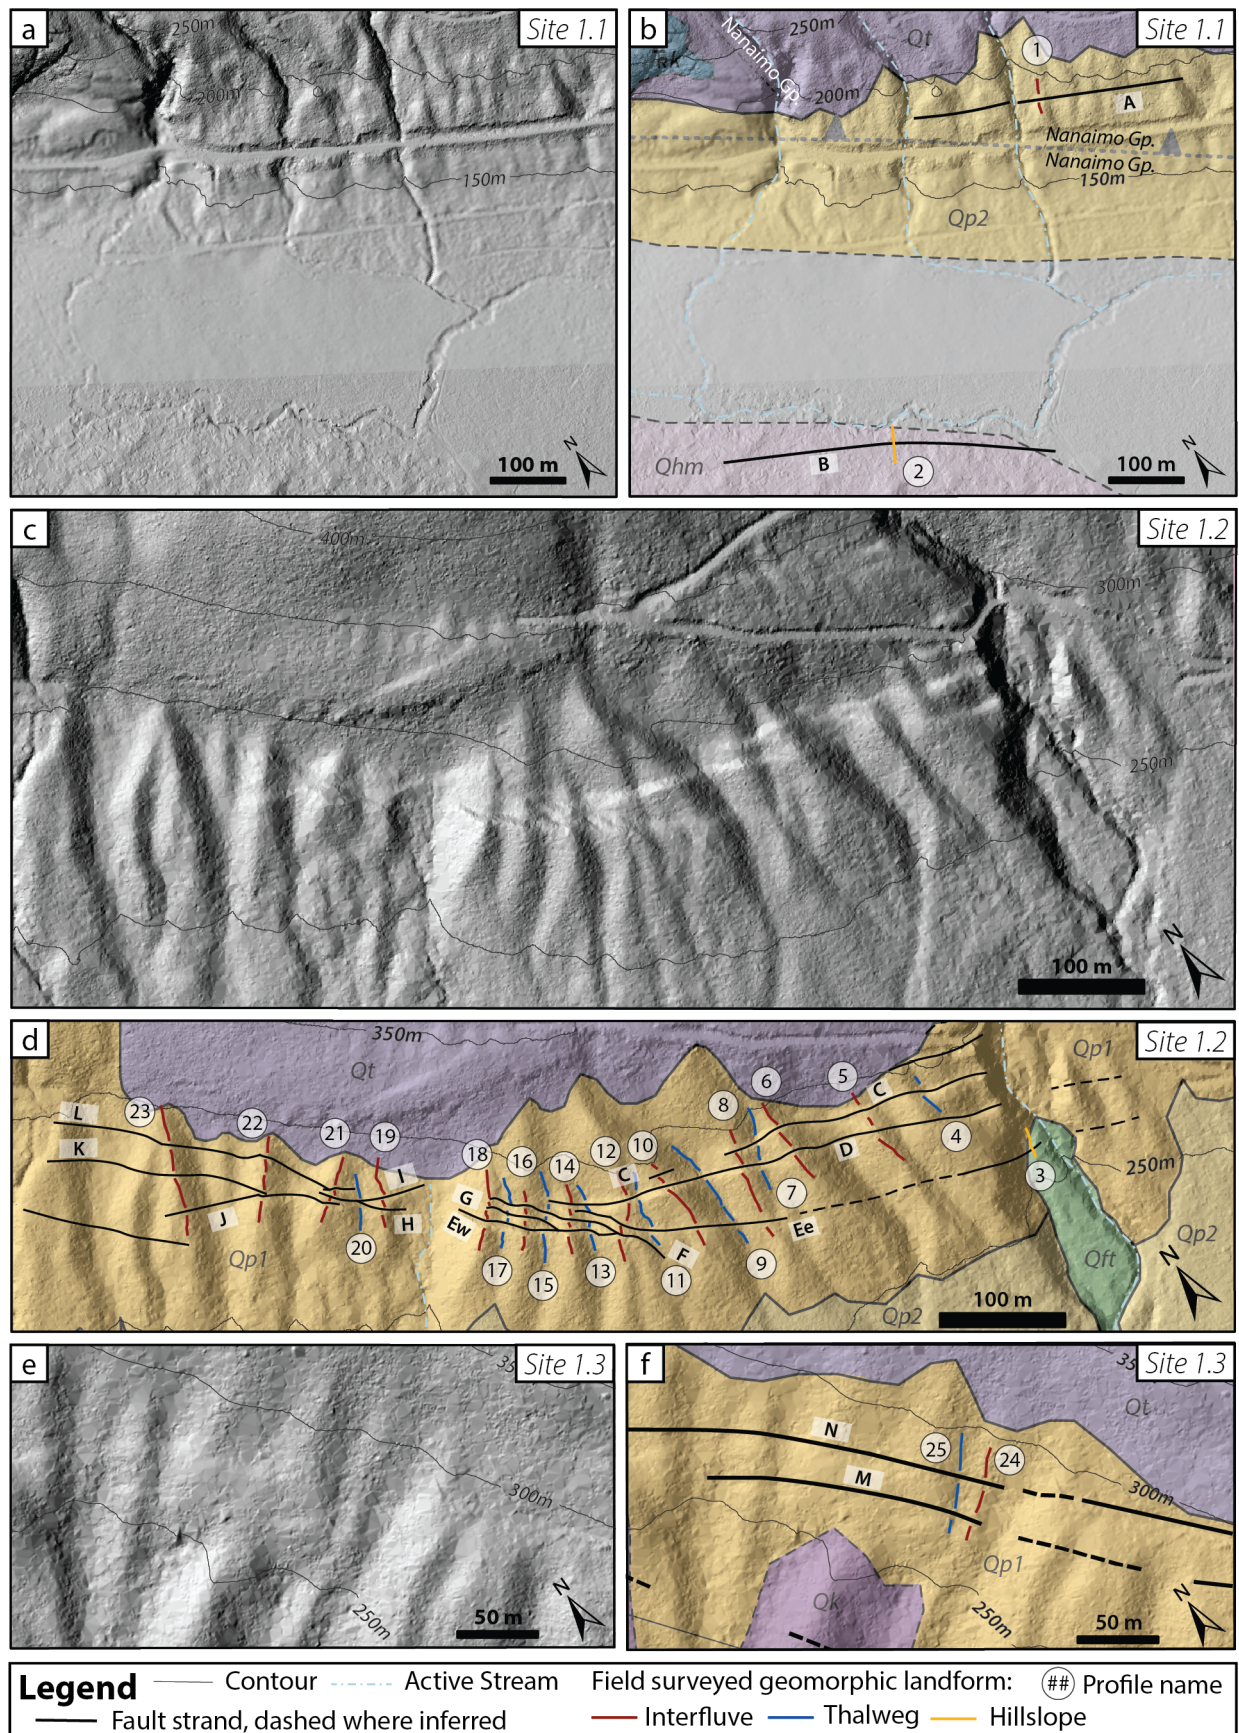 a
Site 1.1
250m
200m
150m
N
100 m
b
Site 1.1
250m
Qt
Nanaimo Gp.
200m
1
A
Nanaimo Gp.
Nanaimo Gp.
150m
Qp2
Qhm
B
2
N
100 m
c
Site 1.2
400m
300m
250m
N
100 m
d
Site 1.2
350m
Qt
Qp1
L
23
K
22
21
19
I
J
H
20
Qp1
18
16
14
12
10
C
G
Ew
17
15
13
11
F
8
6
5
C
7
D
4
9
Ee
3
250m
Qp2
Qft
Qp2
N
100 m
e
Site 1.3
35
300m
250m
N
50 m
f
Site 1.3
35
Qt
N
25
24
M
300m
Qp1
Qk
250m
N
50 m
Legend
Contour
Active Stream
Field surveyed geomorphic landform:
## Profile name
Fault strand, dashed where inferred
Interfluve
Thalweg
Hillslope